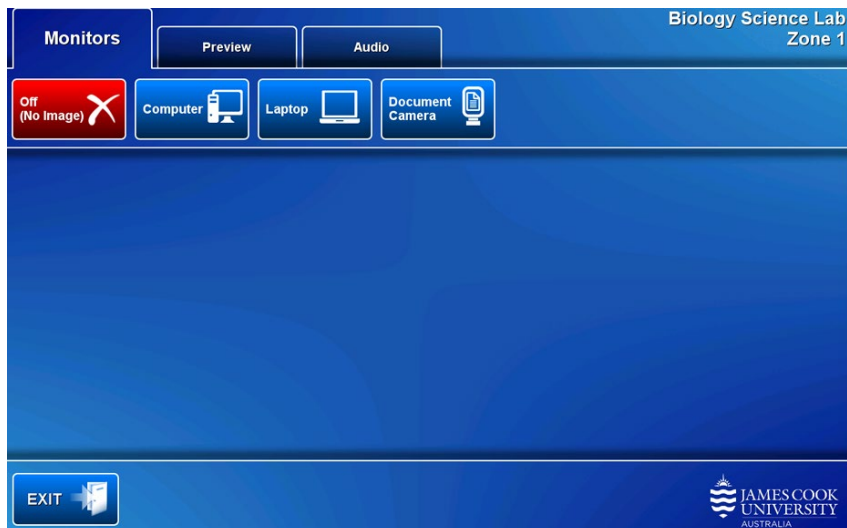 Monitors
Preview
Audio
Biology Science Lab
Zone 1
Off
(No Image)
Computer
Laptop
Document
Camera
EXIT
JAMES COOK
UNIVERSITY
AUSTRALIA